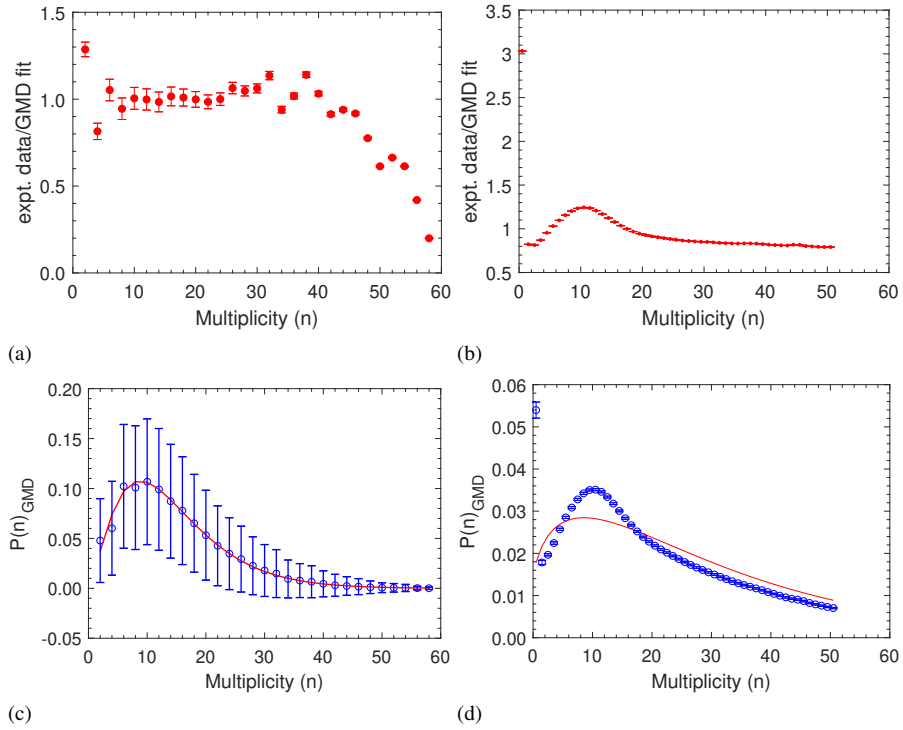 1.5
1.0
0.5
0.0
0 10 20 30 40 50 60
expt. data/GMD fit
Multiplicity (n)
(a)
3.5
3
2.5
2
1.5
1
0.5
0 10 20 30 40 50 60
expt. data/GMD fit
Multiplicity (n)
(b)
0.20
0.15
0.10
0.05
0.00
-0.05
0 10 20 30 40 50 60
P(n)GMD
Multiplicity (n)
(c)
0.06
0.05
0.04
0.03
0.02
0.01
0.00
0 10 20 30 40 50 60
P(n)GMD
Multiplicity (n)
(d)